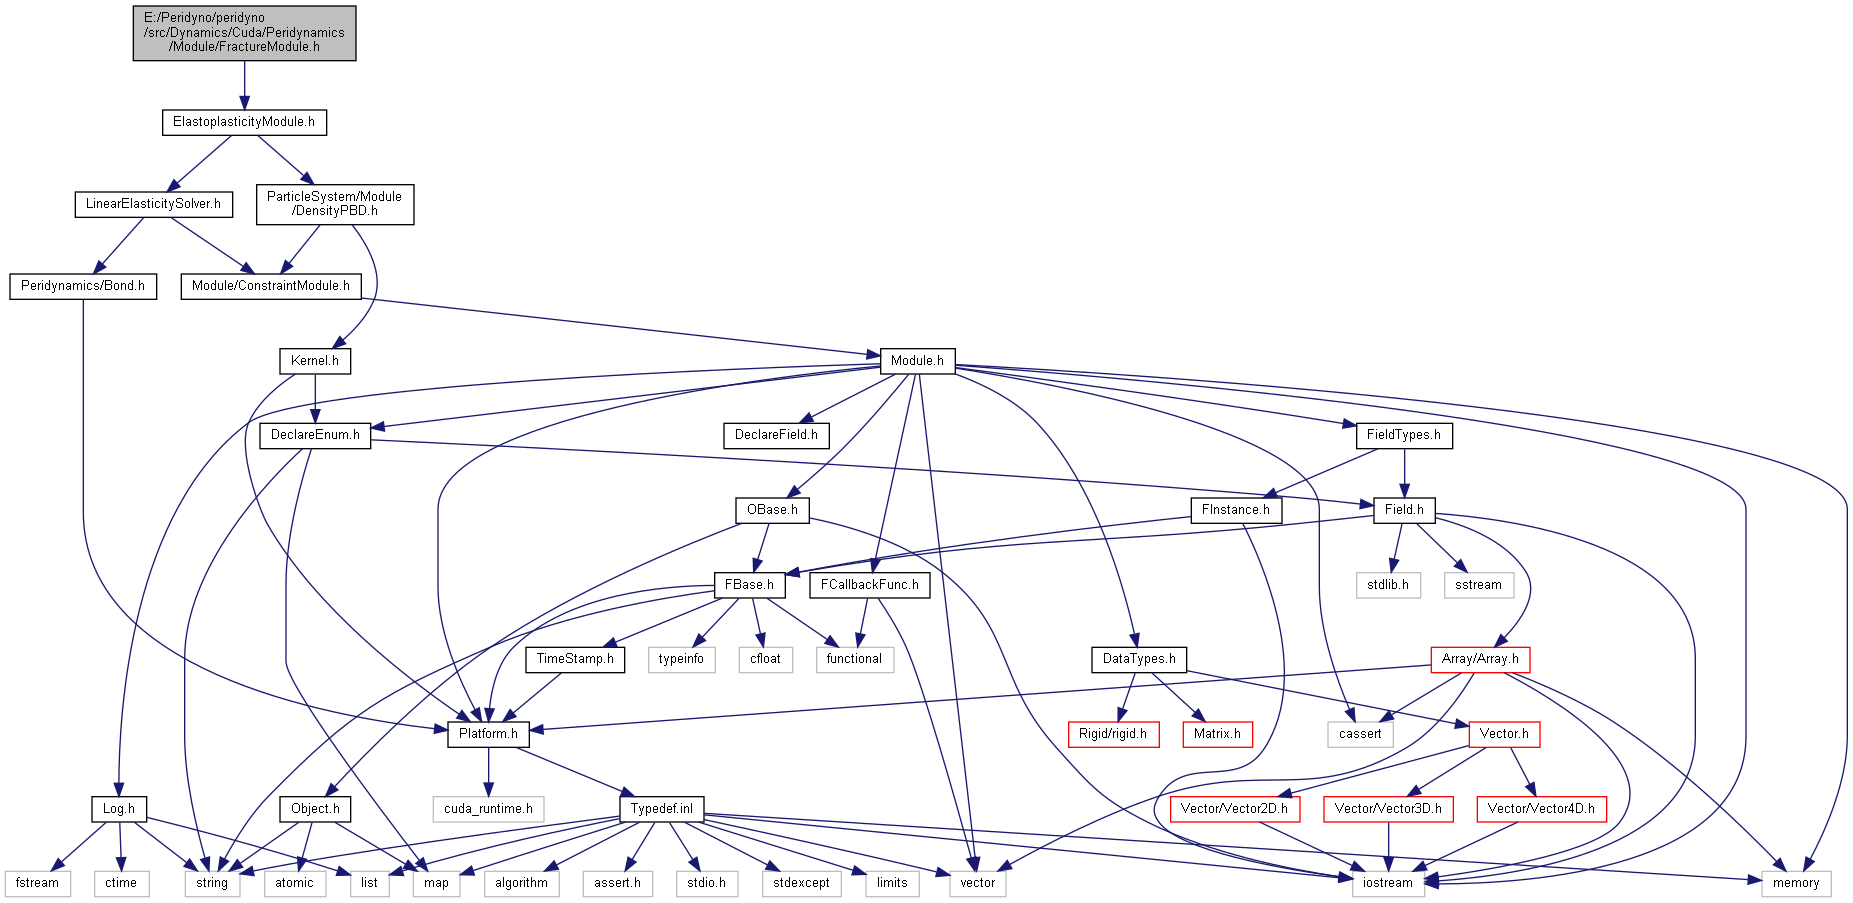 E:/Peridyno/peridyno
/src/Dynamics/Cuda/Peridynamics
/Module/FractureModule.h
ElastoplasticityModule.h
LinearElasticitySolver.h
ParticleSystem/Module
/DensityPBD.h
Peridynamics/Bond.h
Module/ConstraintModule.h
Kernel.h
Module.h
DeclareEnum.h
DeclareField.h
FieldTypes.h
OBase.h
FInstance.h
Field.h
FBase.h
FCallbackFunc.h
stdlib.h
sstream
TimeStamp.h
typeinfo
cfloat
functional
DataTypes.h
Array/Array.h
Platform.h
Rigid/rigid.h
Matrix.h
cassert
Vector.h
Log.h
Object.h
cuda_runtime.h
Typedef.inl
Vector/Vector2D.h
Vector/Vector3D.h
Vector/Vector4D.h
fstream
ctime
string
atomic
list
map
algorithm
assert.h
stdio.h
stdexcept
limits
vector
iostream
memory